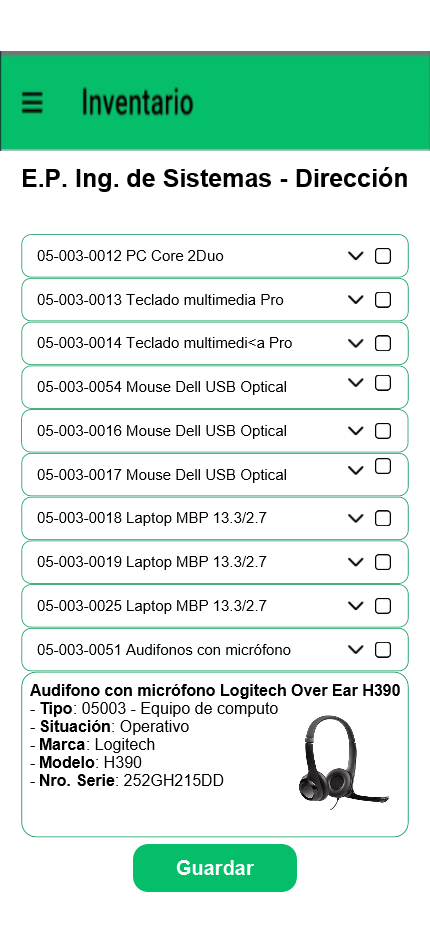 Inventario
E.P. Ing. de Sistemas - Dirección
05-003-0012 PC Core 2Duo
05-003-0013 Teclado multimedia Pro
05-003-0014 Teclado multimedi<a Pro
05-003-0054 Mouse Dell USB Optical
05-003-0016 Mouse Dell USB Optical
05-003-0017 Mouse Dell USB Optical
05-003-0018 Laptop MBP 13.3/2.7
05-003-0019 Laptop MBP 13.3/2.7
05-003-0025 Laptop MBP 13.3/2.7
05-003-0051 Audifonos con micrófono
Audifono con micrófono Logitech Over Ear H390
- Tipo: 05003 - Equipo de computo
- Situación: Operativo
- Marca: Logitech
- Modelo: H390
- Nro. Serie: 252GH215DD
Guardar